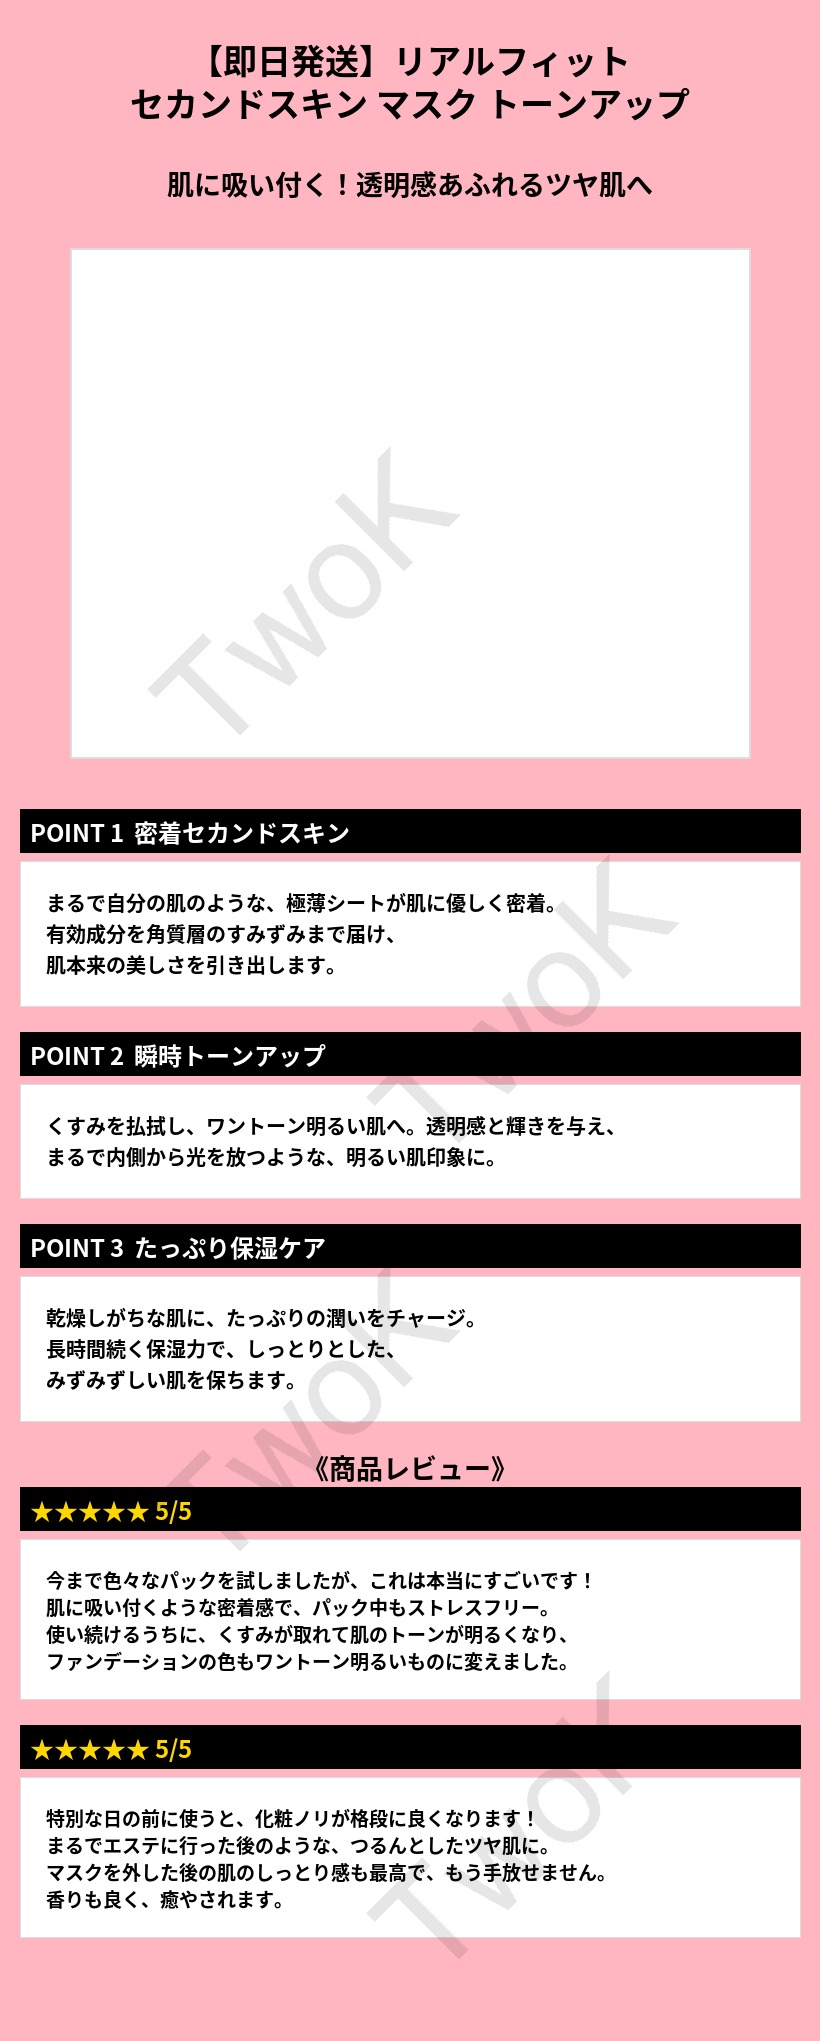 【即日発送】リアルフィット
セカンドスキン マスク トーンアップ
肌に吸い付く！透明感あふれるツヤ肌へ
TwoK
POINT 1 密着セカンドスキン
まるで自分の肌のような、極薄シートが肌に優しく密着。
有効成分を角質層のすみずみまで届け、
肌本来の美しさを引き出します。
TwoK
POINT 2 瞬時トーンアップ
くすみを払拭し、ワントーン明るい肌へ。透明感と輝きを与え、
まるで内側から光を放つような、明るい肌印象に。
POINT 3 たっぷり保湿ケア
乾燥しがちな肌に、たっぷりの潤いをチャージ。
長時間続く保湿力で、しっとりとした、
みずみずしい肌を保ちます。
TwoK
《商品レビュー》
★★★★★ 5/5
今まで色々なパックを試しましたが、これは本当にすごいです！
肌に吸い付くような密着感で、パック中もストレスフリー。
使い続けるうちに、くすみが取れて肌のトーンが明るくなり、
ファンデーションの色もワントーン明るいものに変えました。
★★★★★ 5/5
特別な日の前に使うと、化粧ノリが格段に良くなります！
まるでエステに行った後のような、つるんとしたツヤ肌に。
マスクを外した後の肌のしっとり感も最高で、もう手放せません。
香りも良く、癒やされます。
TwoK